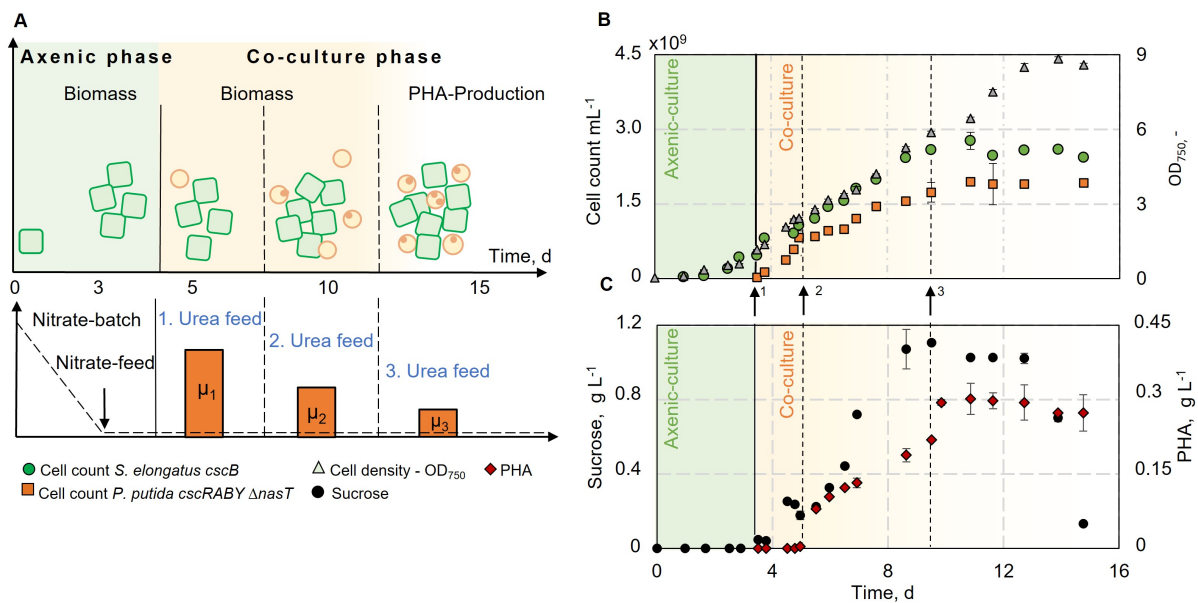 A
Axenic phase
Co-culture phase
Biomass
Biomass
PHA-Production
Time, d
0
3
5
10
15
Nitrate-batch
Nitrate-feed
1. Urea feed
2. Urea feed
3. Urea feed
μ1
μ2
μ3
Cell count S. elongatus cscB
Cell density - OD750
PHA
Cell count P. putida cscRABY ΔnasT
Sucrose
B
x10⁹
4.5
3.0
1.5
0
Cell count mL⁻¹
Axenic-culture
Co-culture
9
6
3
0
OD750,-
1
2
3
C
1.2
0.8
0.4
0
Sucrose, g L⁻¹
Axenic-culture
Co-culture
0.45
0.3
0.15
0
PHA, g L⁻¹
0
4
8
12
16
Time, d